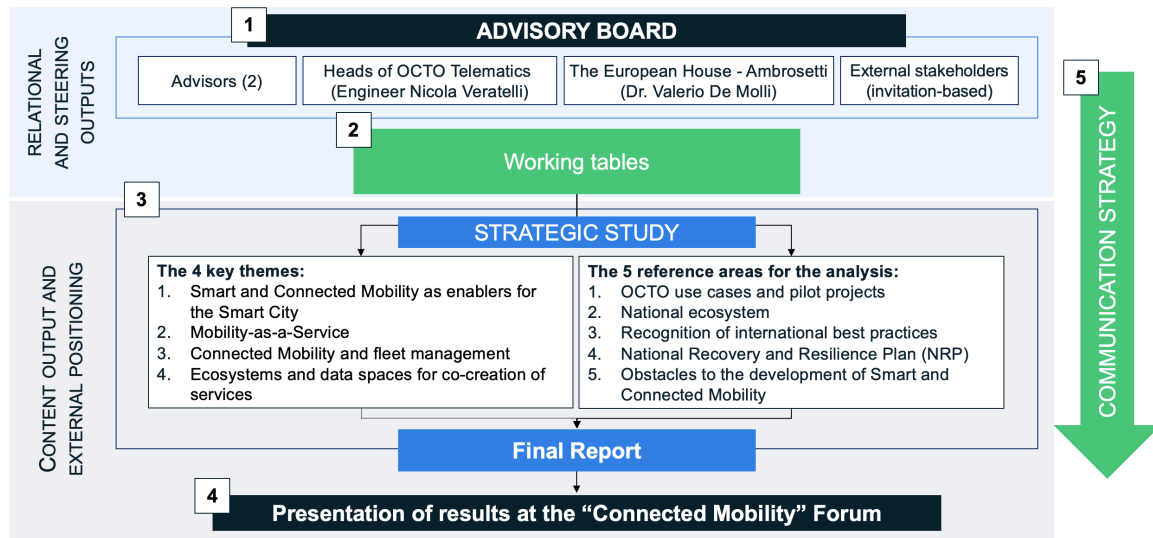 RELATIONAL
AND STEERING
OUTPUTS
1
ADVISORY BOARD
Advisors (2)
Heads of OCTO Telematics
(Engineer Nicola Veratelli)
The European House - Ambrosetti
(Dr. Valerio De Molli)
External stakeholders
(invitation-based)
2
Working tables
CONTENT OUTPUT AND
EXTERNAL POSITIONING
3
STRATEGIC STUDY
The 4 key themes:
1. Smart and Connected Mobility as enablers for
the Smart City
2. Mobility-as-a-Service
3. Connected Mobility and fleet management
4. Ecosystems and data spaces for co-creation of
services
The 5 reference areas for the analysis:
1. OCTO use cases and pilot projects
2. National ecosystem
3. Recognition of international best practices
4. National Recovery and Resilience Plan (NRP)
5. Obstacles to the development of Smart and
Connected Mobility
Final Report
4
Presentation of results at the “Connected Mobility” Forum
5
COMMUNICATION STRATEGY